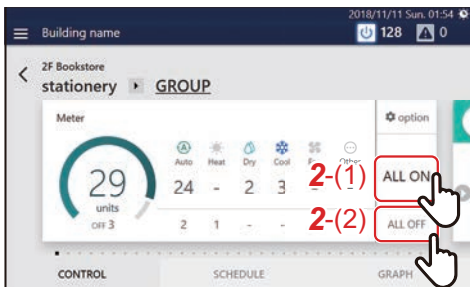 2018/11/11 Sun. 01:54
Building name
128
0
2F Bookstore
stationery
GROUP
Meter
option
Auto Heat Dry Cool
29
units
OFF 3
24 - 2 3 -
2 1 - -
2-(1)
ALL ON
2-(2)
ALL OFF
CONTROL
SCHEDULE
GRAPH